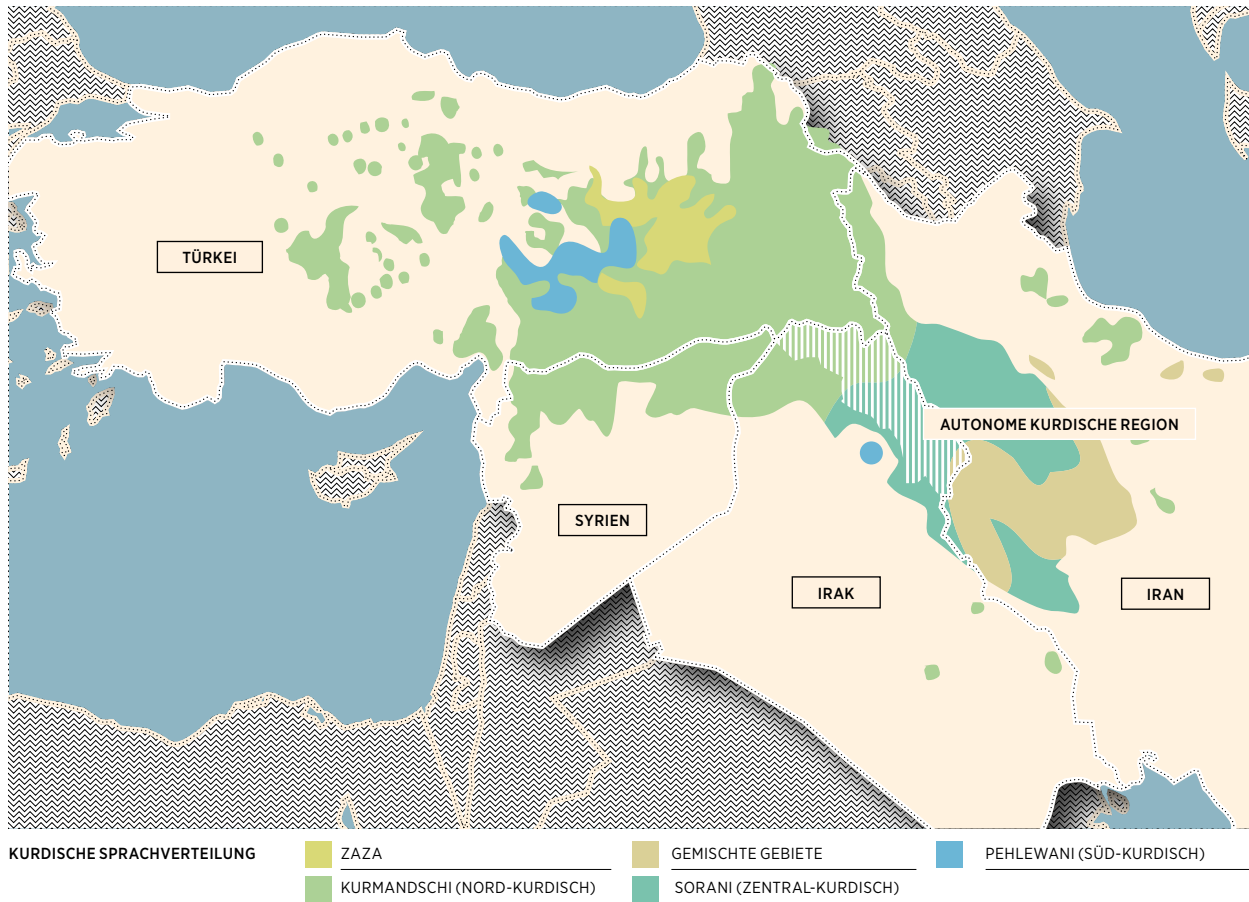 TÜRKEI
AUTONOME KURDISCHE REGION
SYRIEN
IRAK
IRAN
KURDISCHE SPRACHVERTEILUNG
ZAZA
GEMISCHTE GEBIETE
PEHLEWANI (SÜD-KURDISCH)
KURMANDSCHI (NORD-KURDISCH)
SORANI (ZENTRAL-KURDISCH)